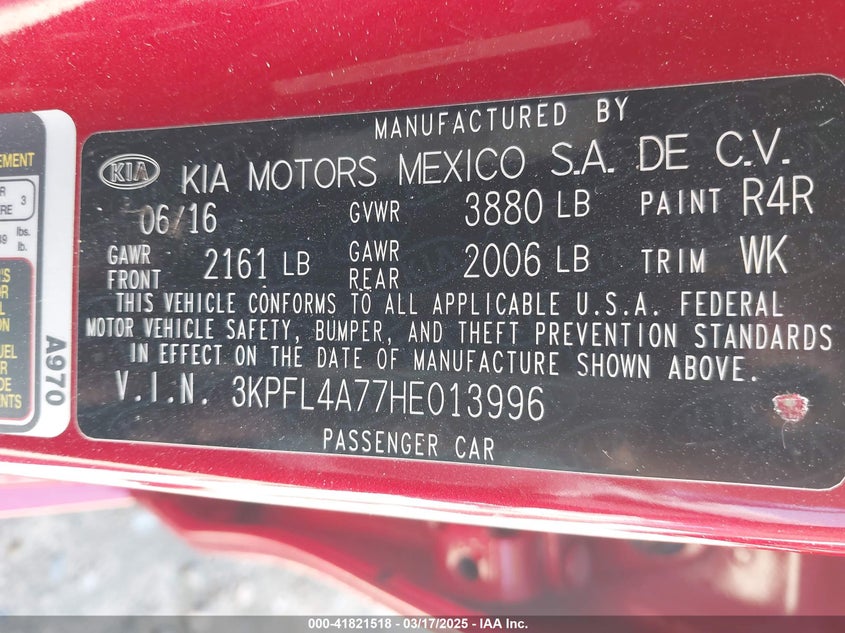 MANUFACTURED BY
KIA KIA MOTORS MEXICO S.A. DE C.V.
06/16 GVWR 3880 LB PAINT R4R
GAWR FRONT 2161 LB GAWR REAR 2006 LB TRIM WK
THIS VEHICLE CONFORMS TO ALL APPLICABLE U.S.A. FEDERAL
MOTOR VEHICLE SAFETY, BUMPER, AND THEFT PREVENTION STANDARDS
IN EFFECT ON THE DATE OF MANUFACTURE SHOWN ABOVE.
V.I.N. 3KPFL4A77HE013996
PASSENGER CAR
3
lbs.
lb.
A970
000-41821518 - 03/17/2025 - IAA Inc.